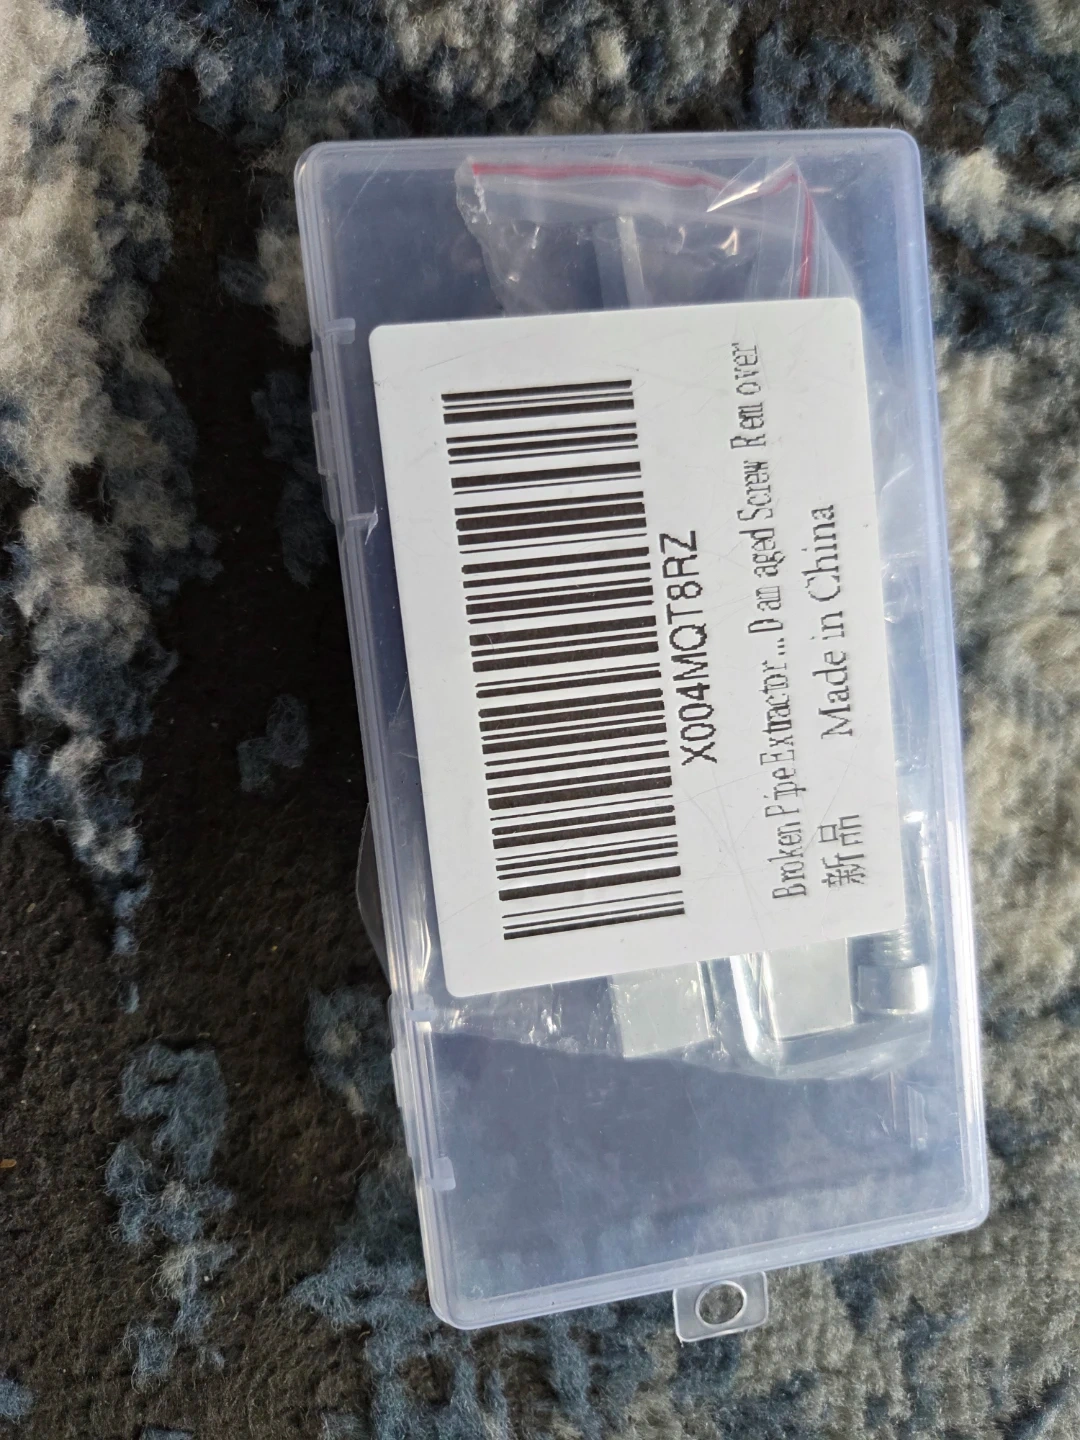 X004MQT8RZ
Broken Pipe Extractor ... Damaged Screw Remover
新品 Made in China